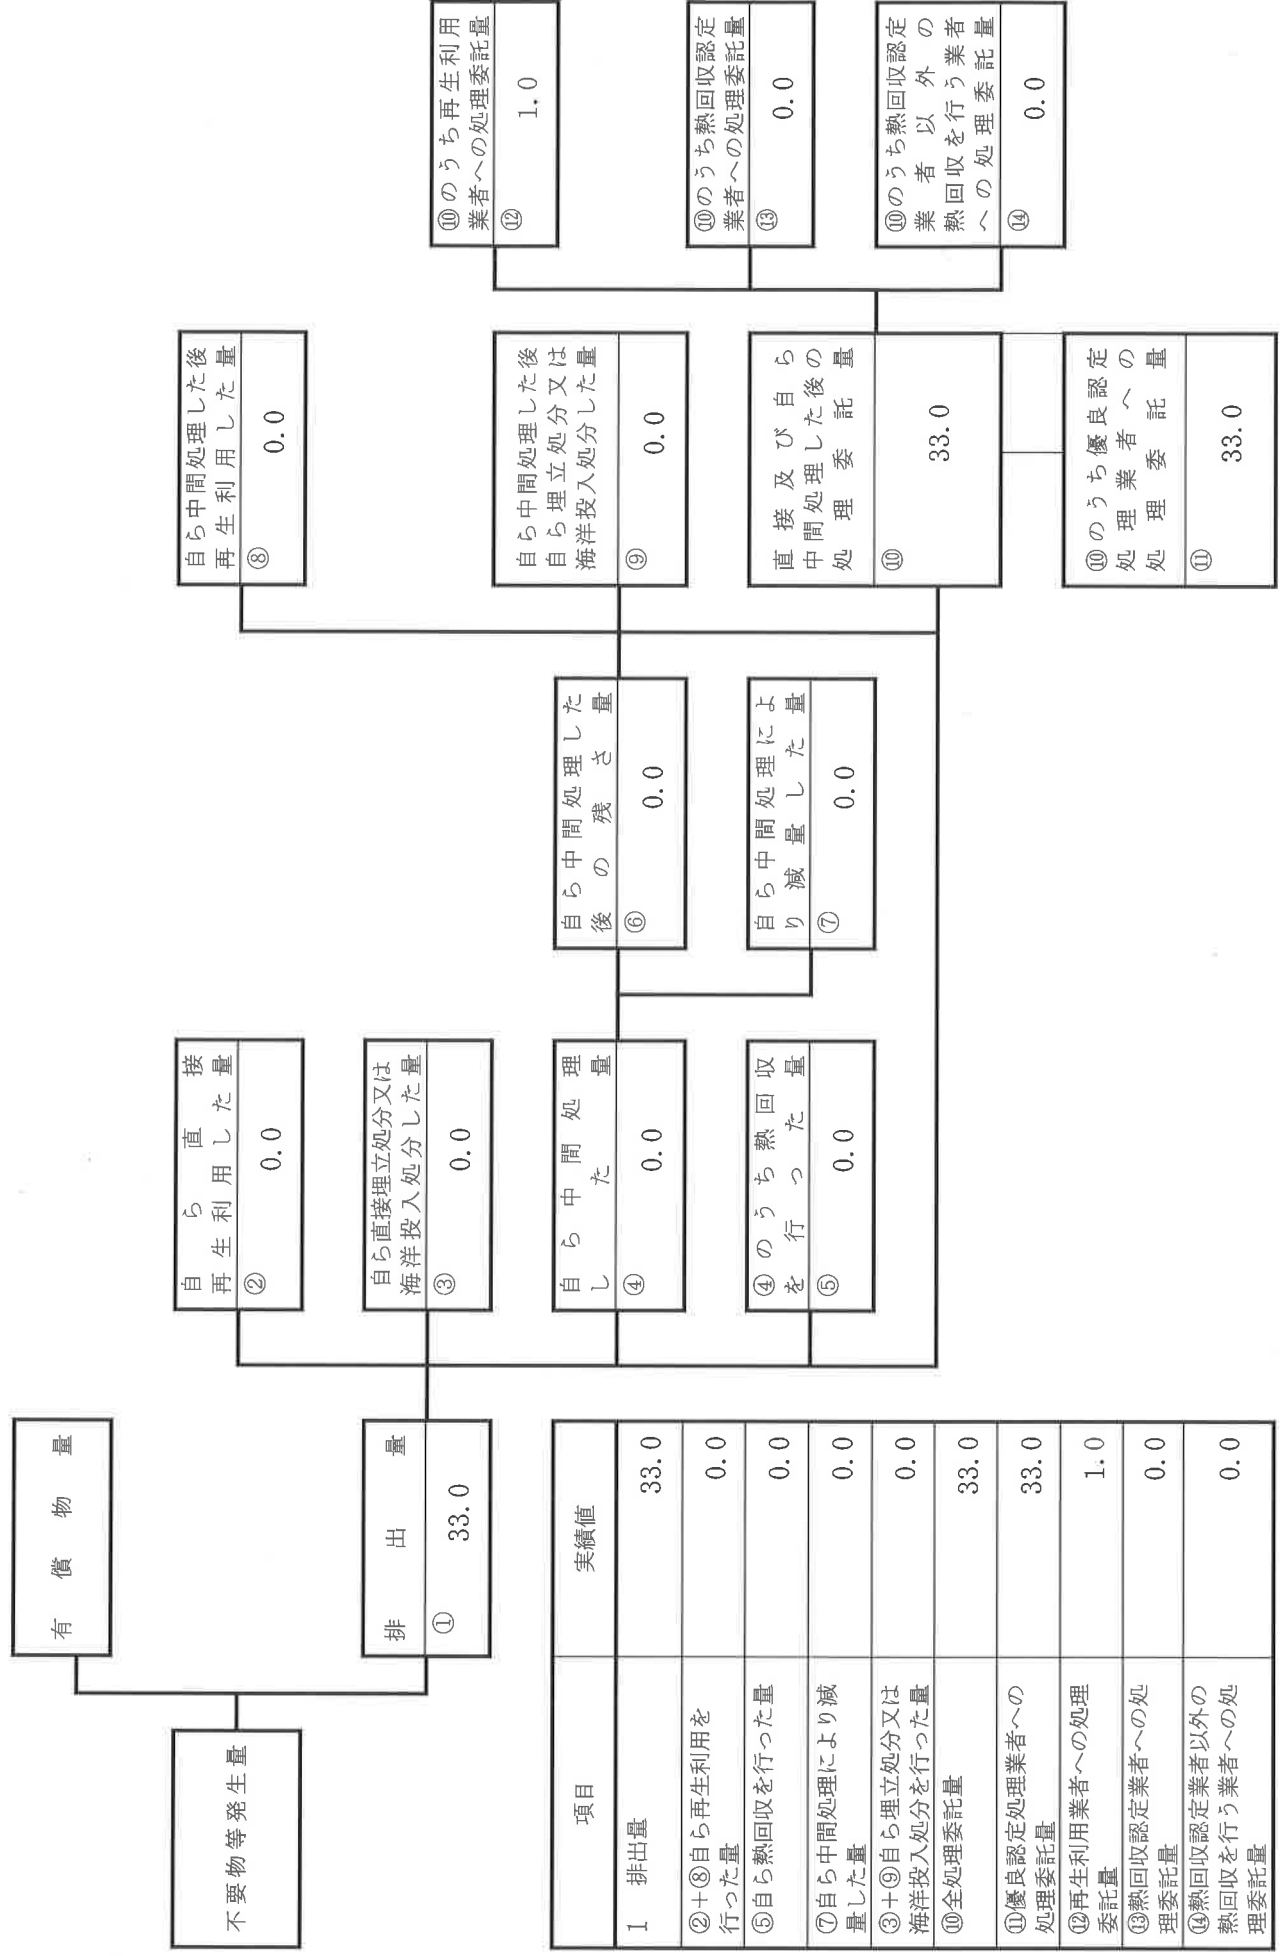 不要物等発生量
有償物量
排出量
① 33.0
自ら直接
再生利用した量
② 0.0
自ら直接埋立処分又は
海洋投入処分した量
③ 0.0
自ら中間処理
した量
④ 0.0
④のうち熱回収
を行った量
⑤ 0.0
自ら中間処理した
後の残さ量
⑥ 0.0
自ら中間処理によ
り減量した量
⑦ 0.0
自ら中間処理した後
再生利用した量
⑧ 0.0
自ら中間処理した後
自ら埋立処分又は
海洋投入処分した量
⑨ 0.0
直接及び自ら
中間処理した後の
処理委託量
⑩ 33.0
⑩のうち優良認定
処理業者への
処理委託量
⑪ 33.0
⑩のうち再生利用
業者への処理委託量
⑫ 1.0
⑩のうち熱回収認定
業者への処理委託量
⑬ 0.0
⑩のうち熱回収認定
業者以外の
熱回収を行う業者
への処理委託量
⑭ 0.0
項目 実績値
1 排出量 33.0
②+⑧自ら再生利用を
行った量 0.0
⑤自ら熱回収を行った量 0.0
⑦自ら中間処理により減
量した量 0.0
③+⑨自ら埋立処分又は
海洋投入処分を行った量 0.0
⑩全処理委託量 33.0
⑪優良認定処理業者への
処理委託量 33.0
⑫再生利用業者への処理
委託量 1.0
⑬熱回収認定業者への処
理委託量 0.0
⑭熱回収認定業者以外の
熱回収を行う業者への処
理委託量 0.0